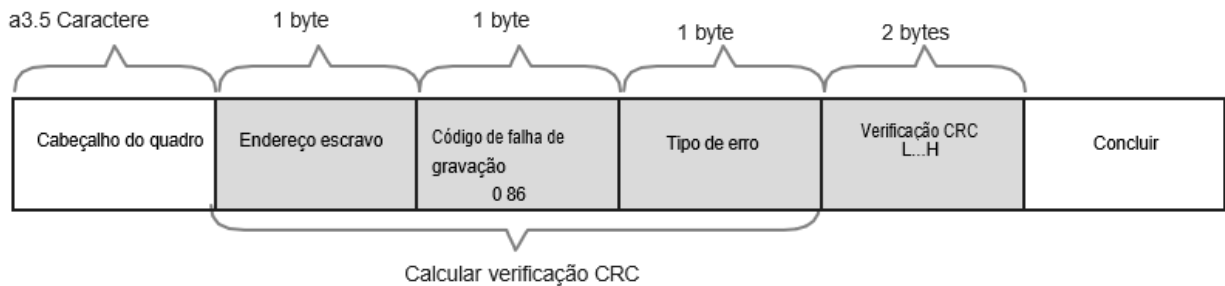 a3.5 Caractere
1 byte
1 byte
1 byte
2 bytes
Cabeçalho do quadro
Endereço escravo
Código de falha de
gravação
0 86
Tipo de erro
Verificação CRC
L...H
Concluir
Calcular verificação CRC